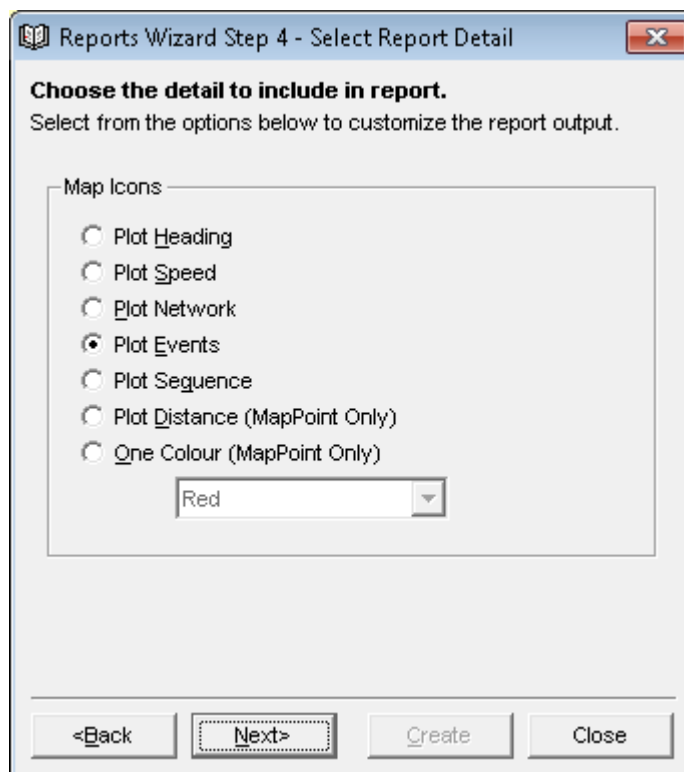 Reports Wizard Step 4 - Select Report Detail
Choose the detail to include in report.
Select from the options below to customize the report output.
Map Icons
Plot Heading
Plot Speed
Plot Network
Plot Events
Plot Sequence
Plot Distance (MapPoint Only)
One Colour (MapPoint Only)
Red
<Back Next> Create Close